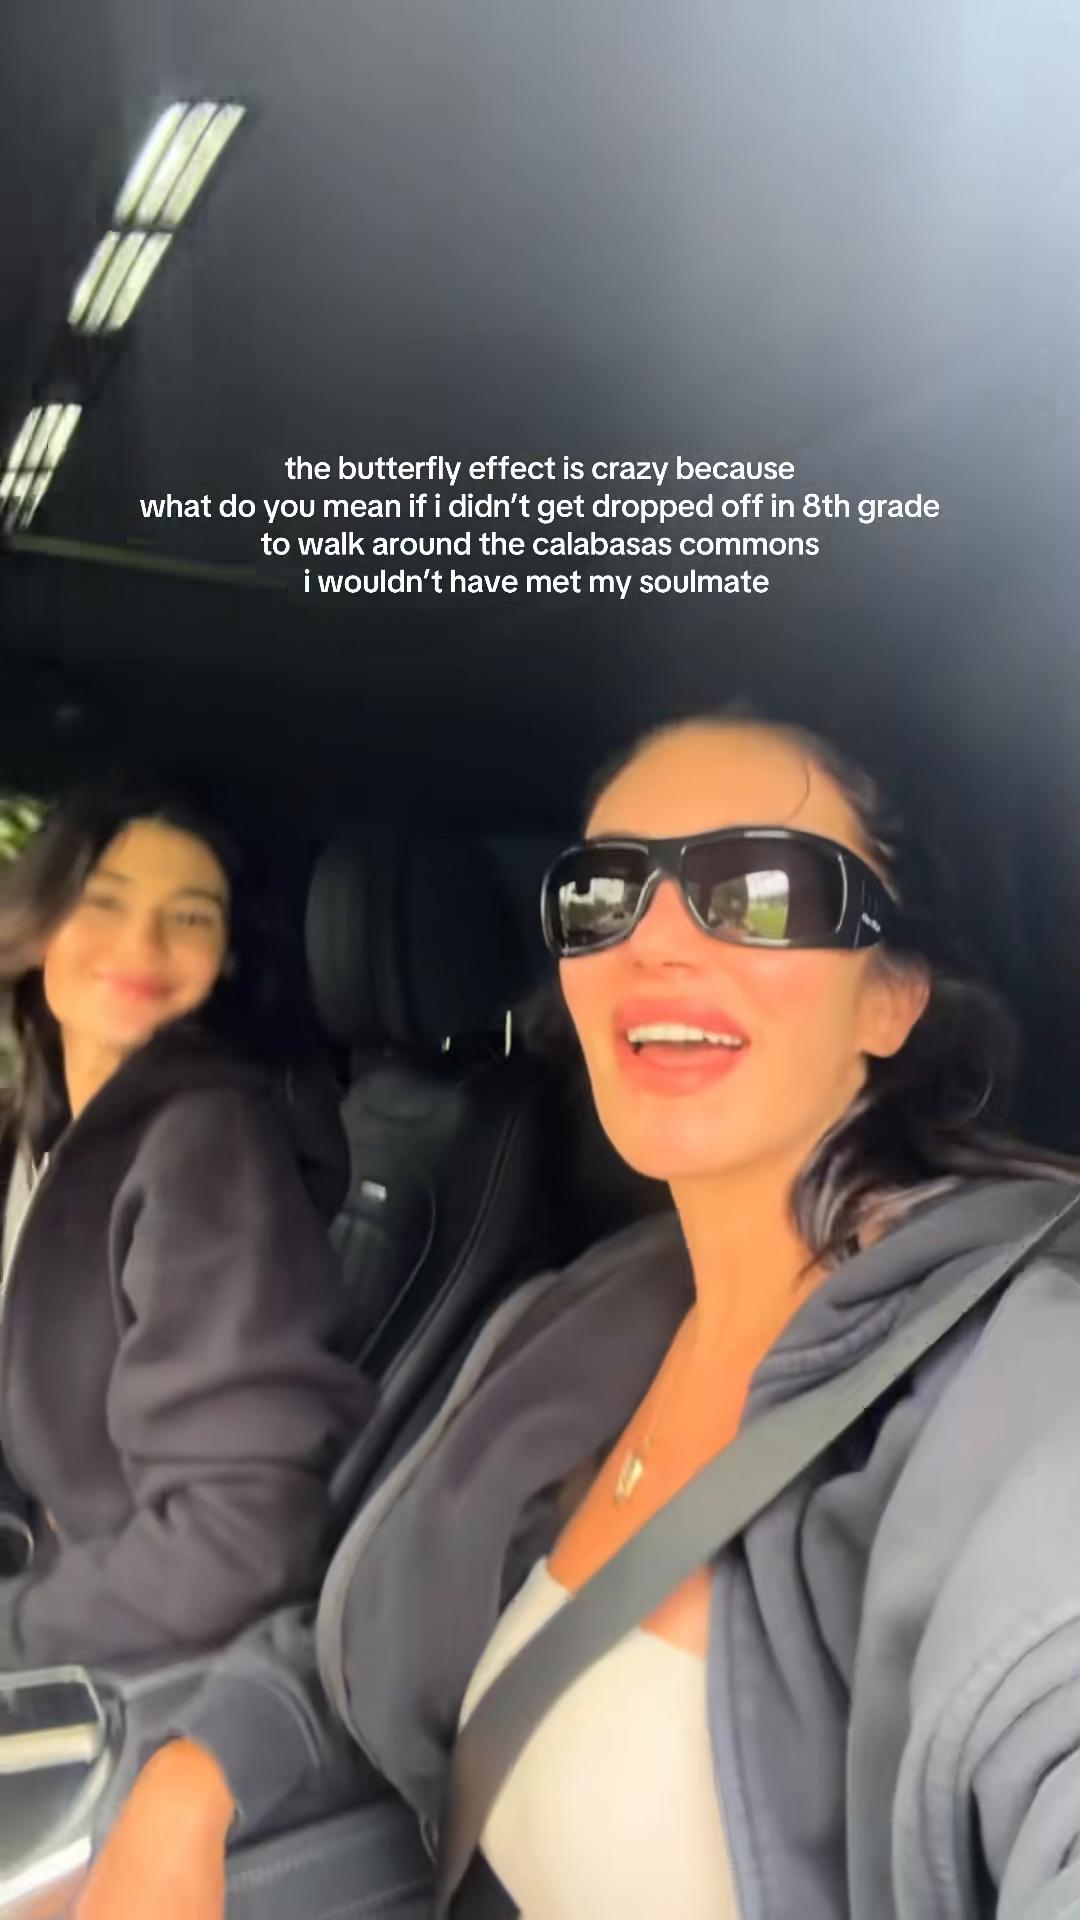 the butterfly effect is crazy because
what do you mean if i didn’t get dropped off in 8th grade
to walk around the calabasas commons
i wouldn’t have met my soulmate